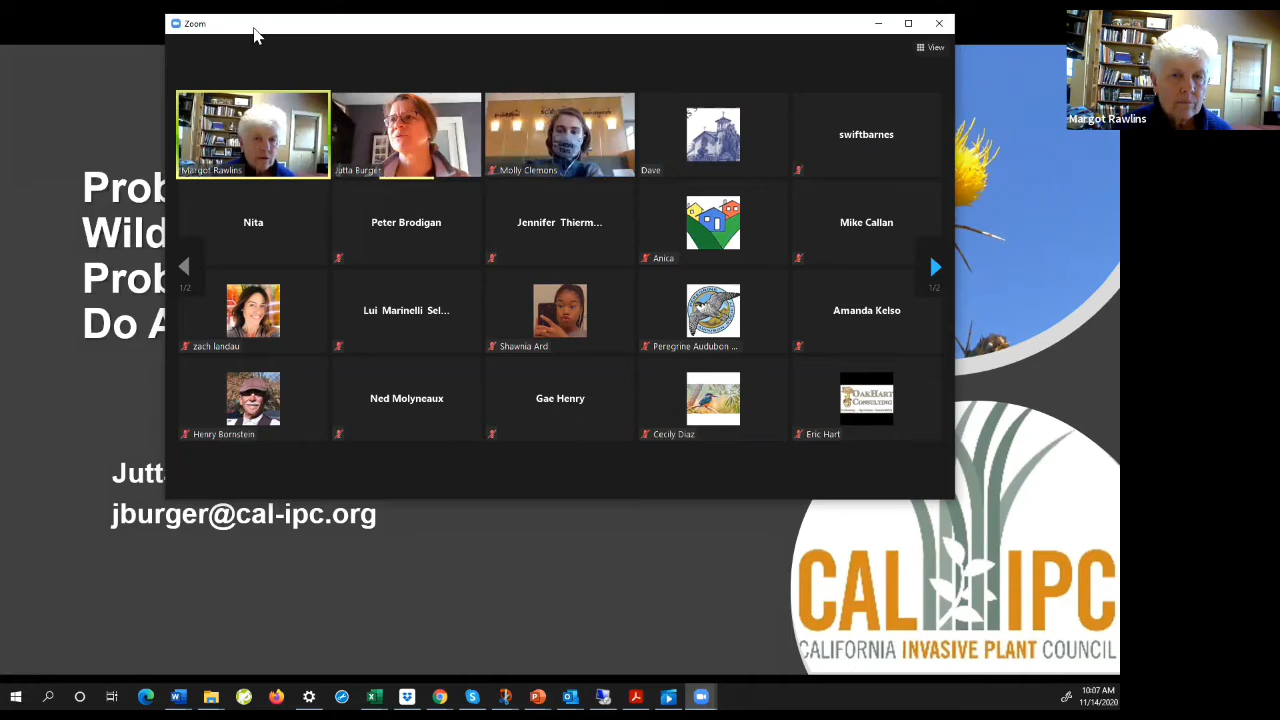 Zoom
View
Margot Rawlins
Margot Rawlins
Jutta Burger
Molly Clemons
Dave
swiftbarnes
Nita
Peter Brodigan
Jennifer Thierm...
Anica
Mike Callan
1/2
1/2
zach landau
Lui Marinelli Sel...
Shawnia Ard
Peregrine Audubon ...
Amanda Kelso
Henry Bornstein
Ned Molyneaux
Gae Henry
Cecily Diaz
OAKHART
CONSULTING
Eric Hart
Prob
Wild
Prob
Do A
Jutta
jburger@cal-ipc.org
CAL IPC
CALIFORNIA INVASIVE PLANT COUNCIL
10:07 AM
11/14/2020